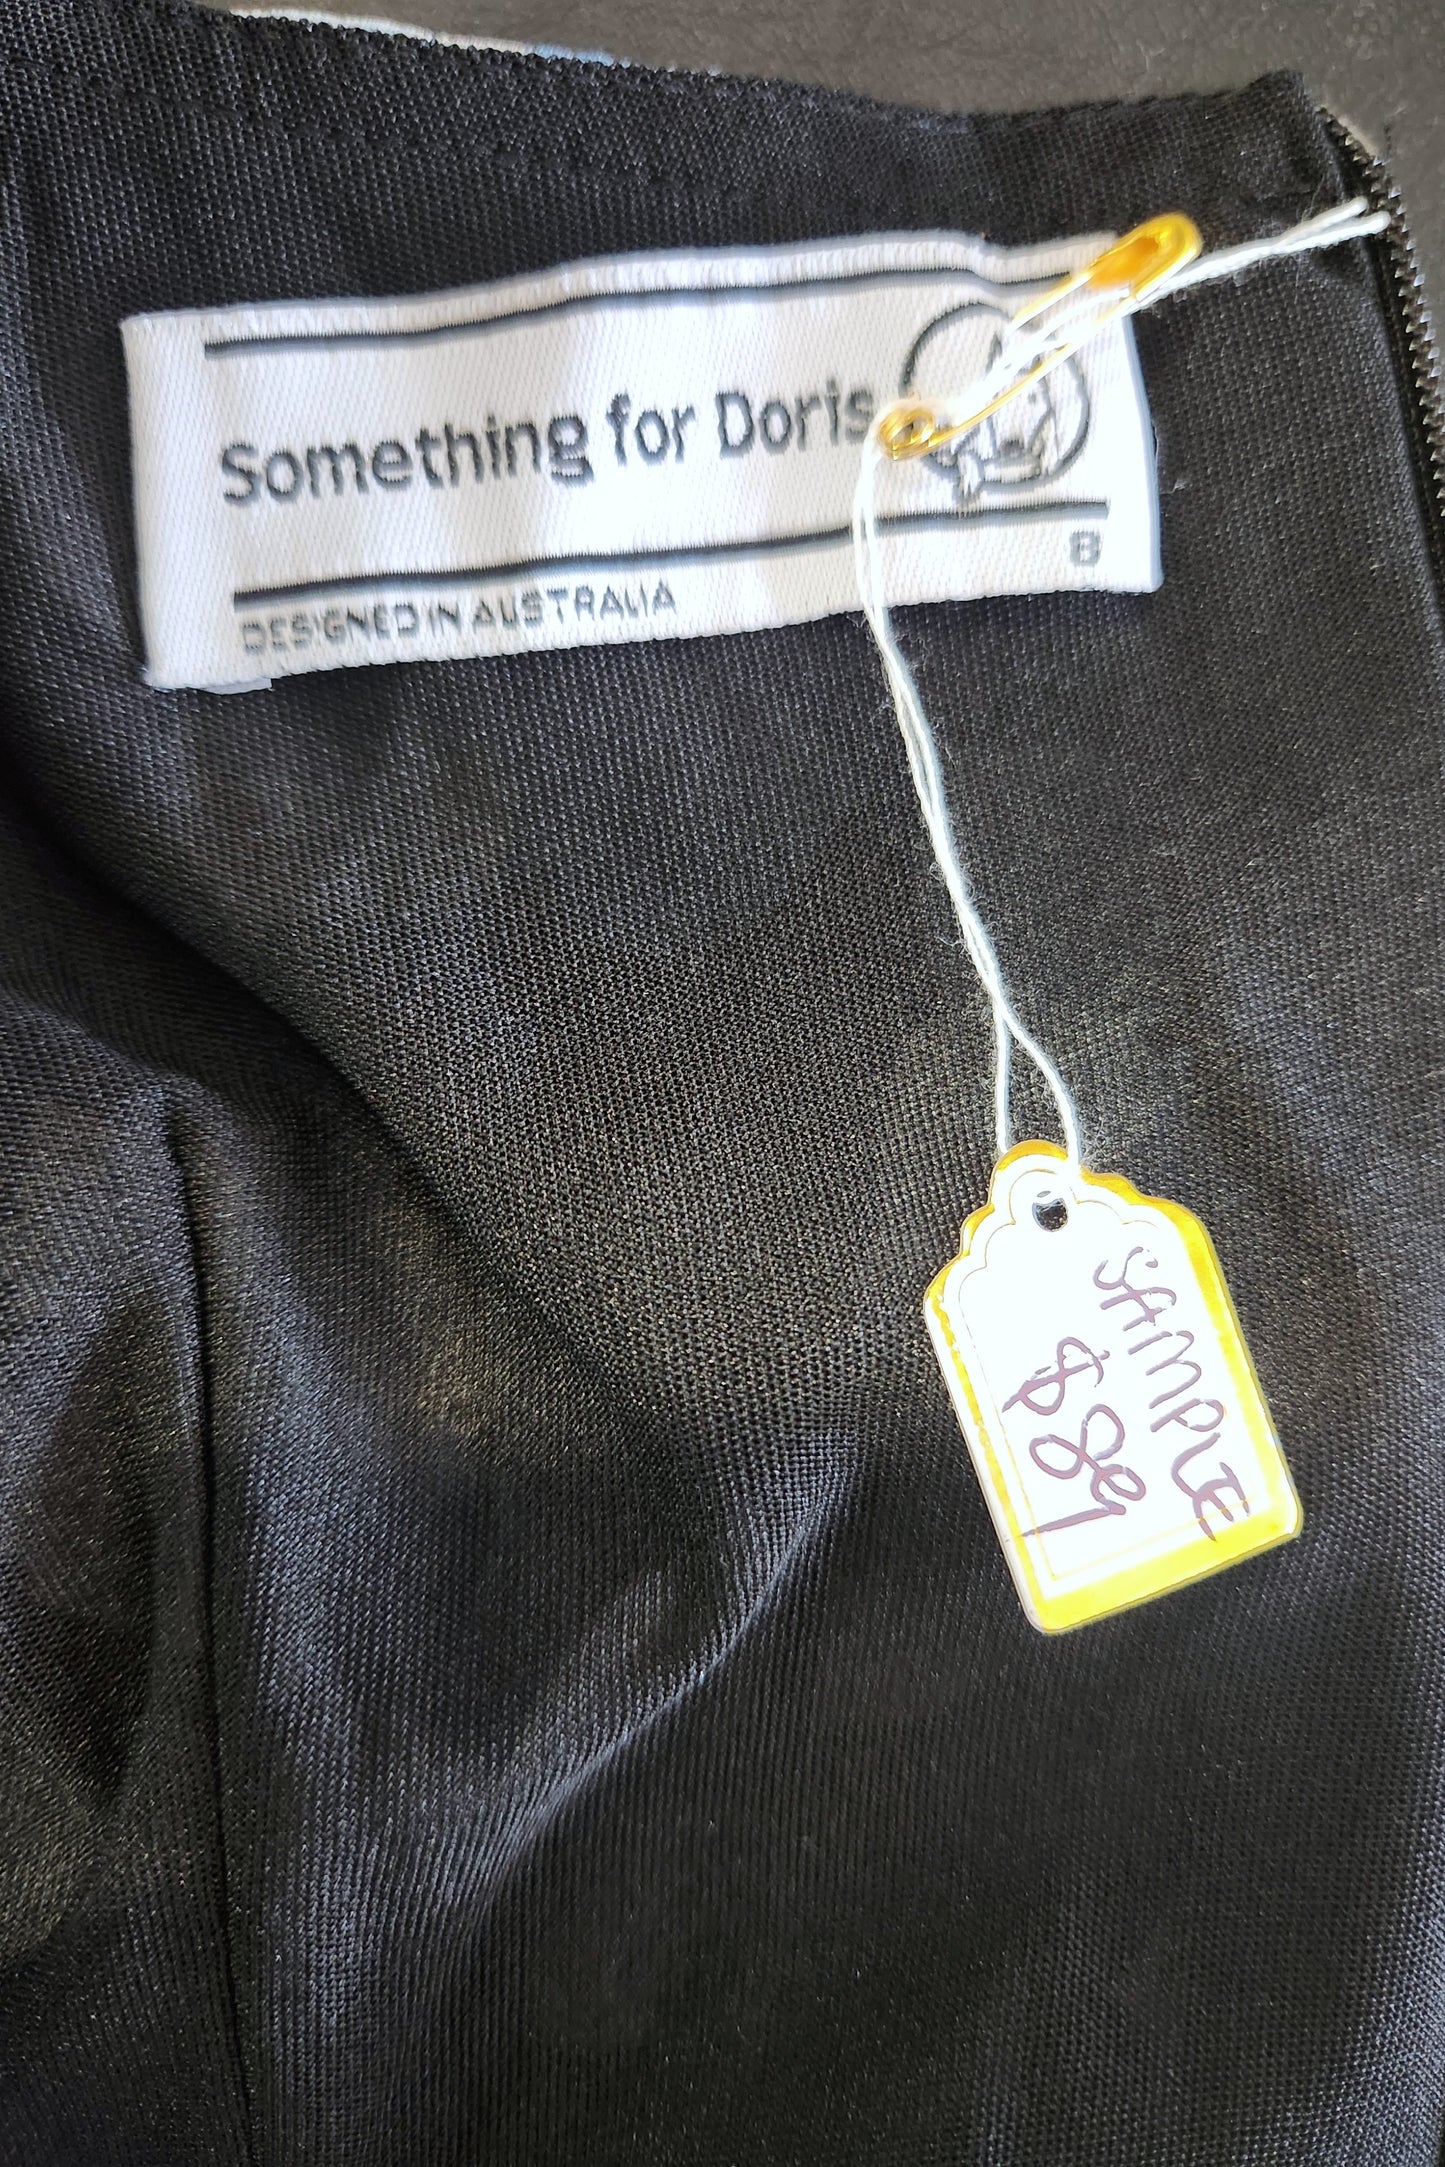 Something for Doris
8
DESIGNED IN AUSTRALIA
SAMPLE
$89